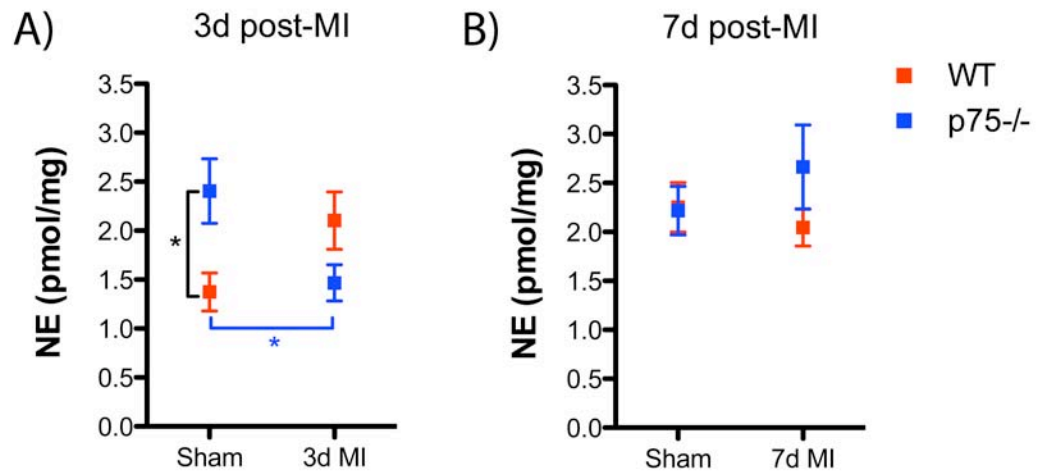 A) 3d post-MI
NE (pmol/mg)
3.5
3.0
2.5
2.0
1.5
1.0
0.5
0.0
*
*
Sham 3d MI
B) 7d post-MI
NE (pmol/mg)
3.5
3.0
2.5
2.0
1.5
1.0
0.5
0.0
Sham 7d MI
WT
p75-/-